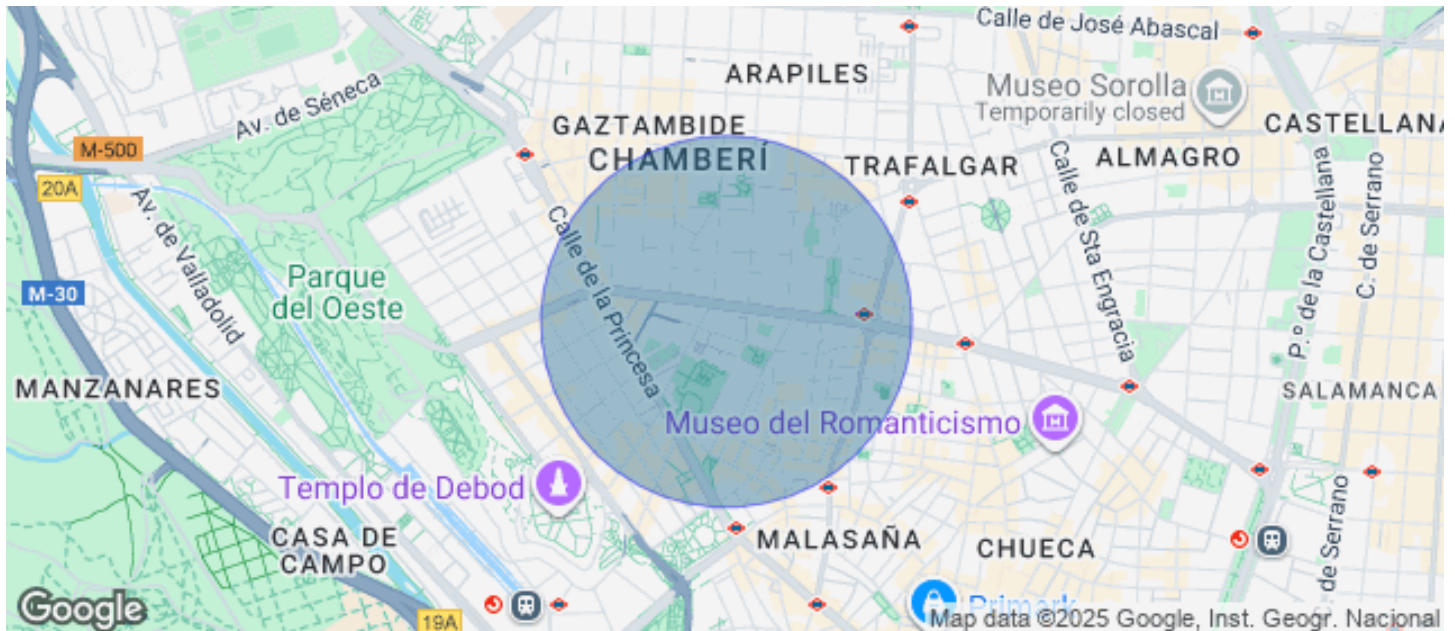 Calle de José Abascal
ARAPILES
Museo Sorolla
Temporarily closed
Av. de Séneca
GAZTAMBIDE
CHAMBERÍ
CASTELLANA
M-500
TRAFALGAR
ALMAGRO
20A
Av. de Valladolid
Calle de la Princesa
Calle de Sta Engracia
P.º de la Castellana
C. de Serrano
Parque
del Oeste
M-30
MANZANARES
SALAMANCA
Museo del Romanticismo
Templo de Debod
CASA DE
CAMPO
MALASAÑA
CHUECA
de Serrano
Primark
Google
19A
Map data ©2025 Google, Inst. Geogr. Nacional